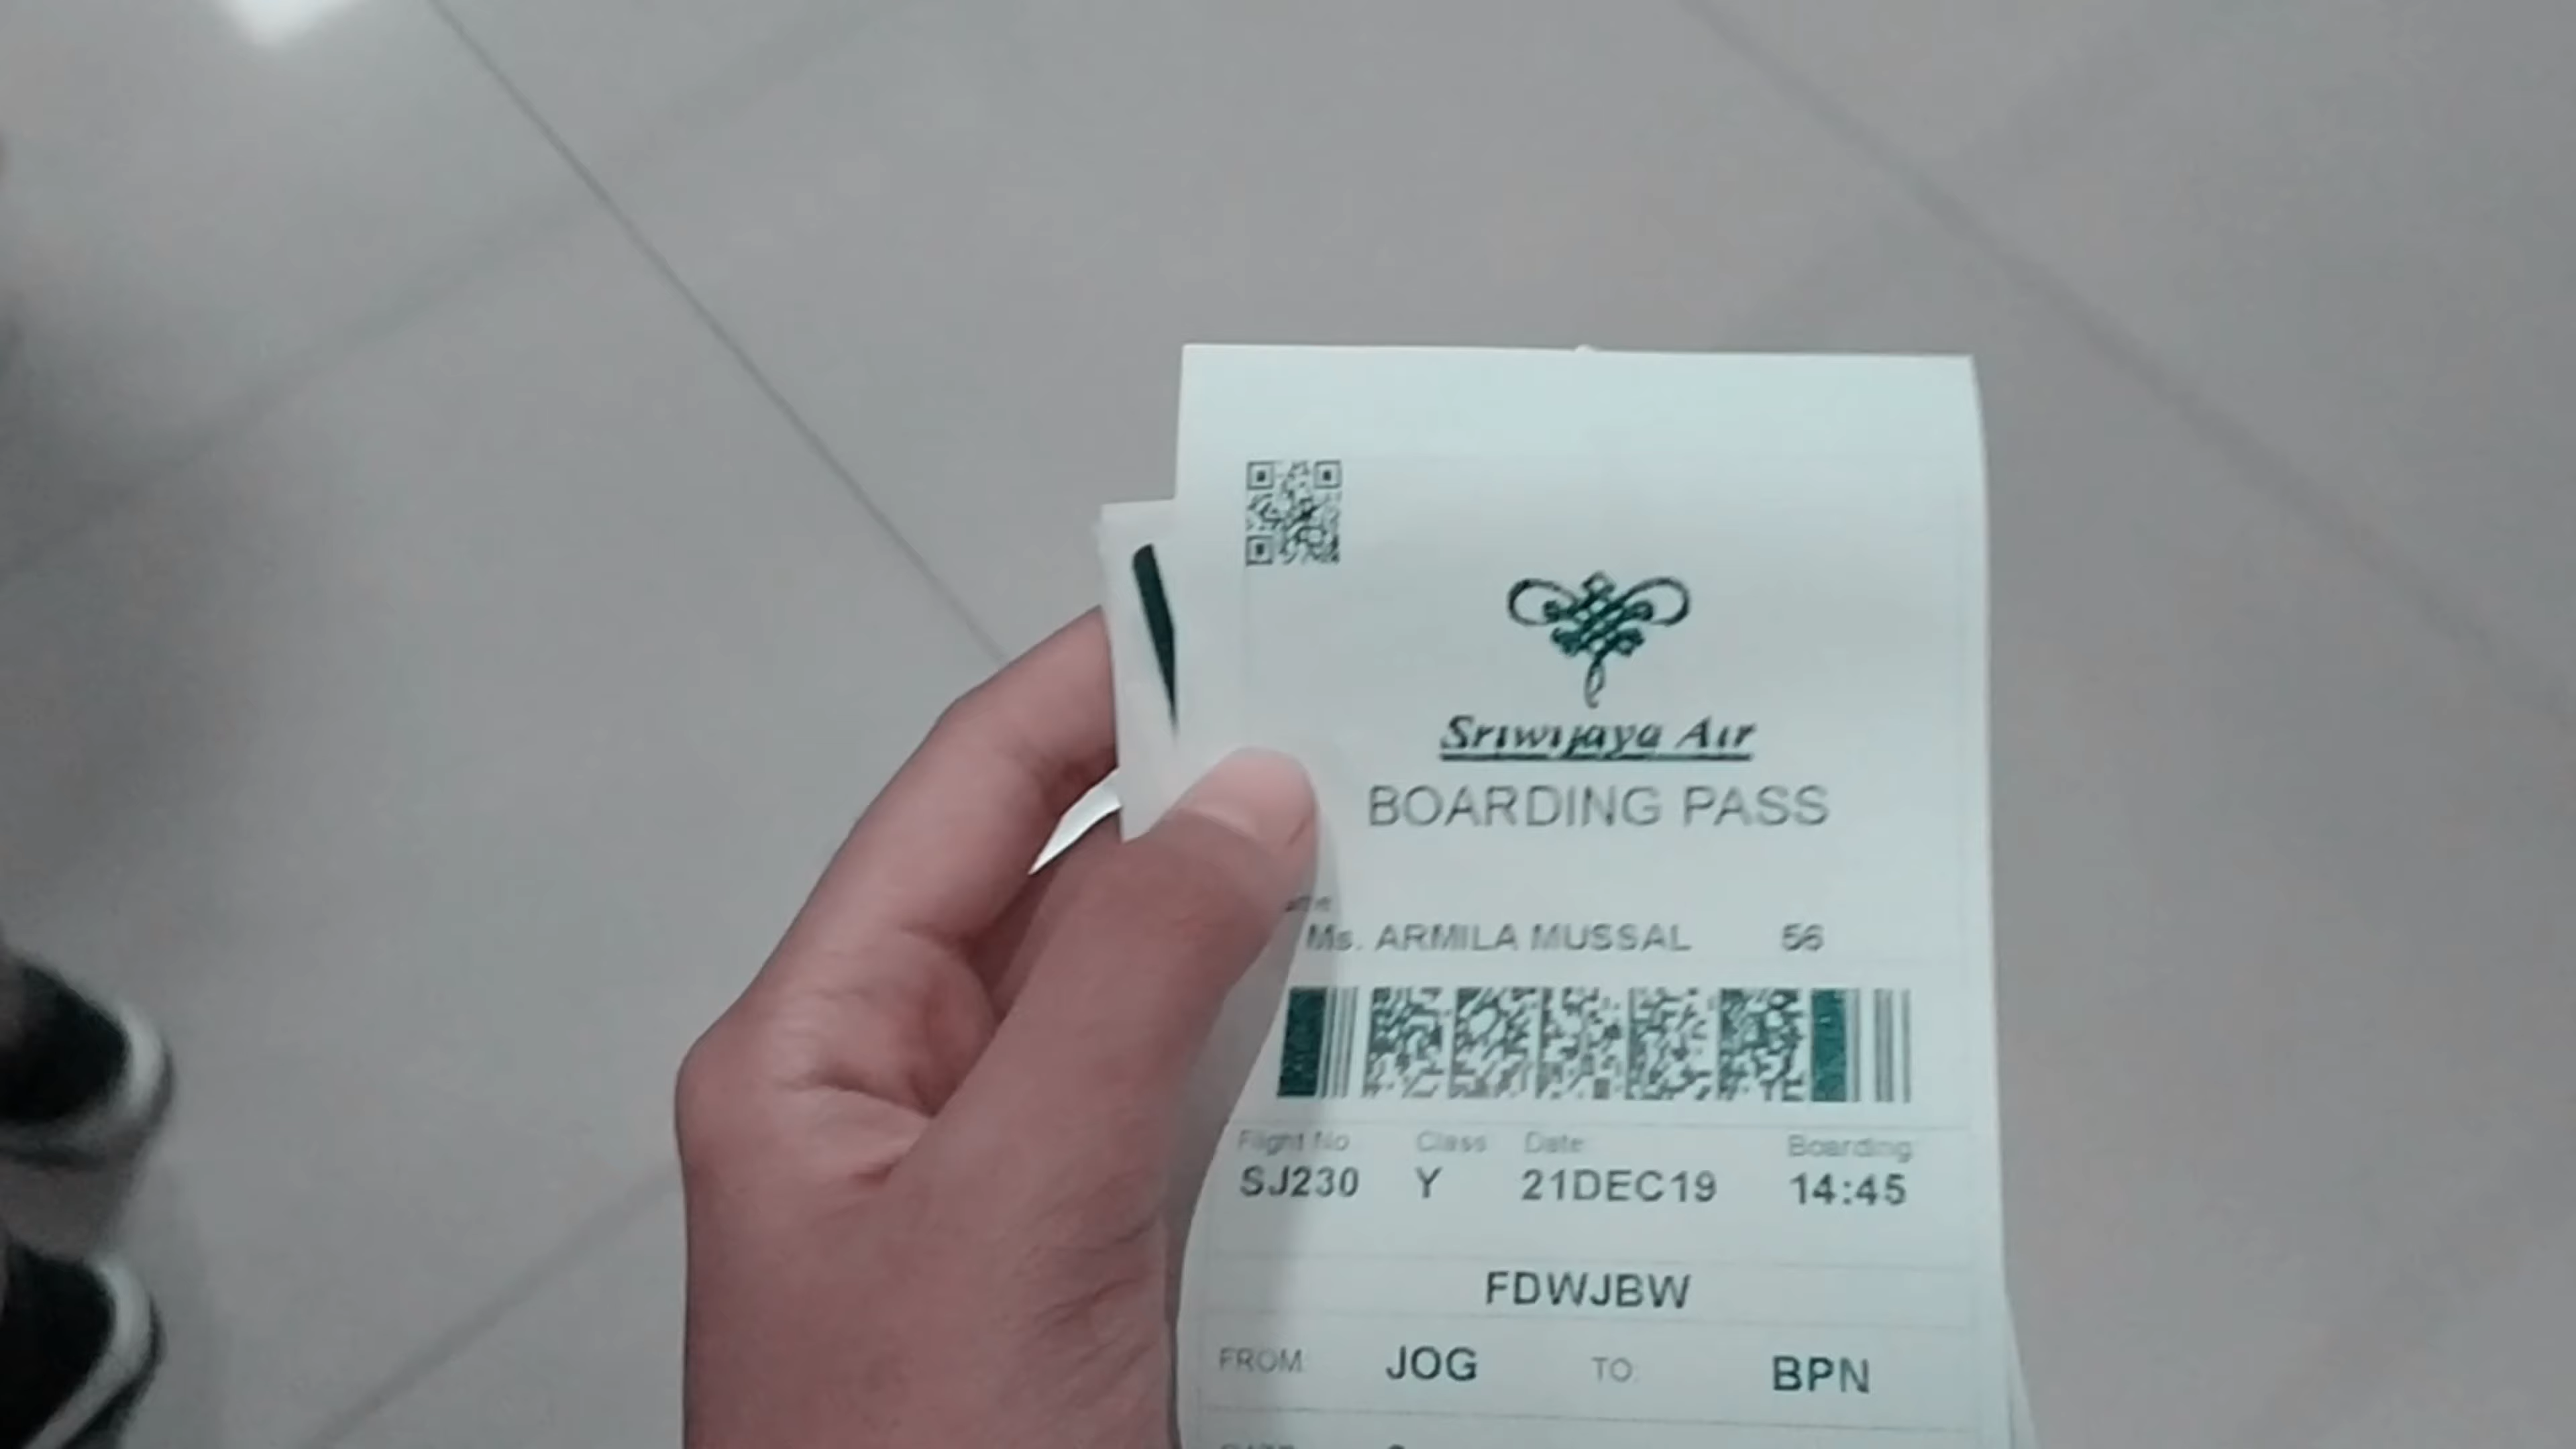 Sriwijaya Air
BOARDING PASS
Ms. ARMILA MUSSAL 56
Flight No Class Date Boarding
SJ230 Y 21DEC19 14:45
FDWJBW
FROM JOG TO BPN